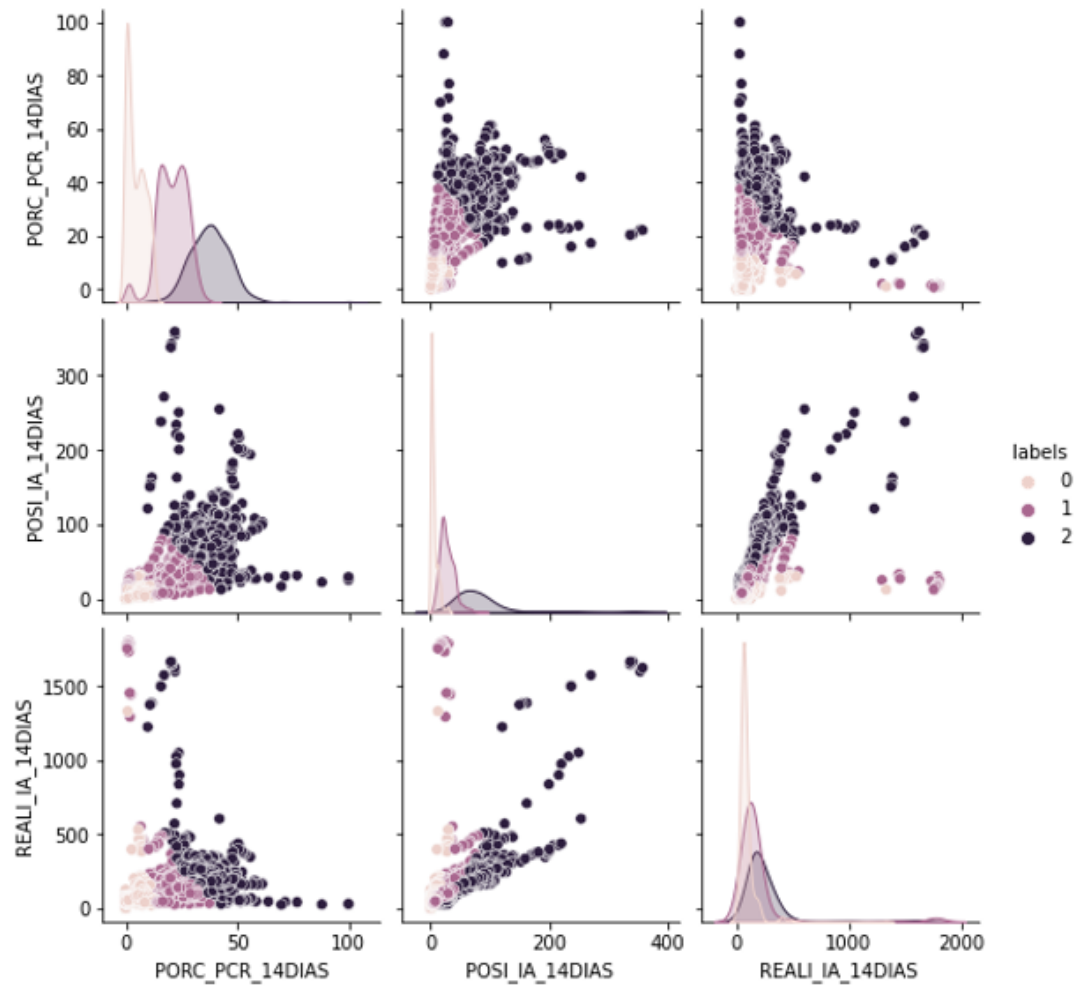 100
80
60
40
20
0
PORC_PCR_14DIAS
300
200
100
0
POSI_IA_14DIAS
labels
0
1
2
1500
1000
500
0
REALI_IA_14DIAS
0 50 100
0 200 400
0 1000 2000
PORC_PCR_14DIAS
POSI_IA_14DIAS
REALI_IA_14DIAS